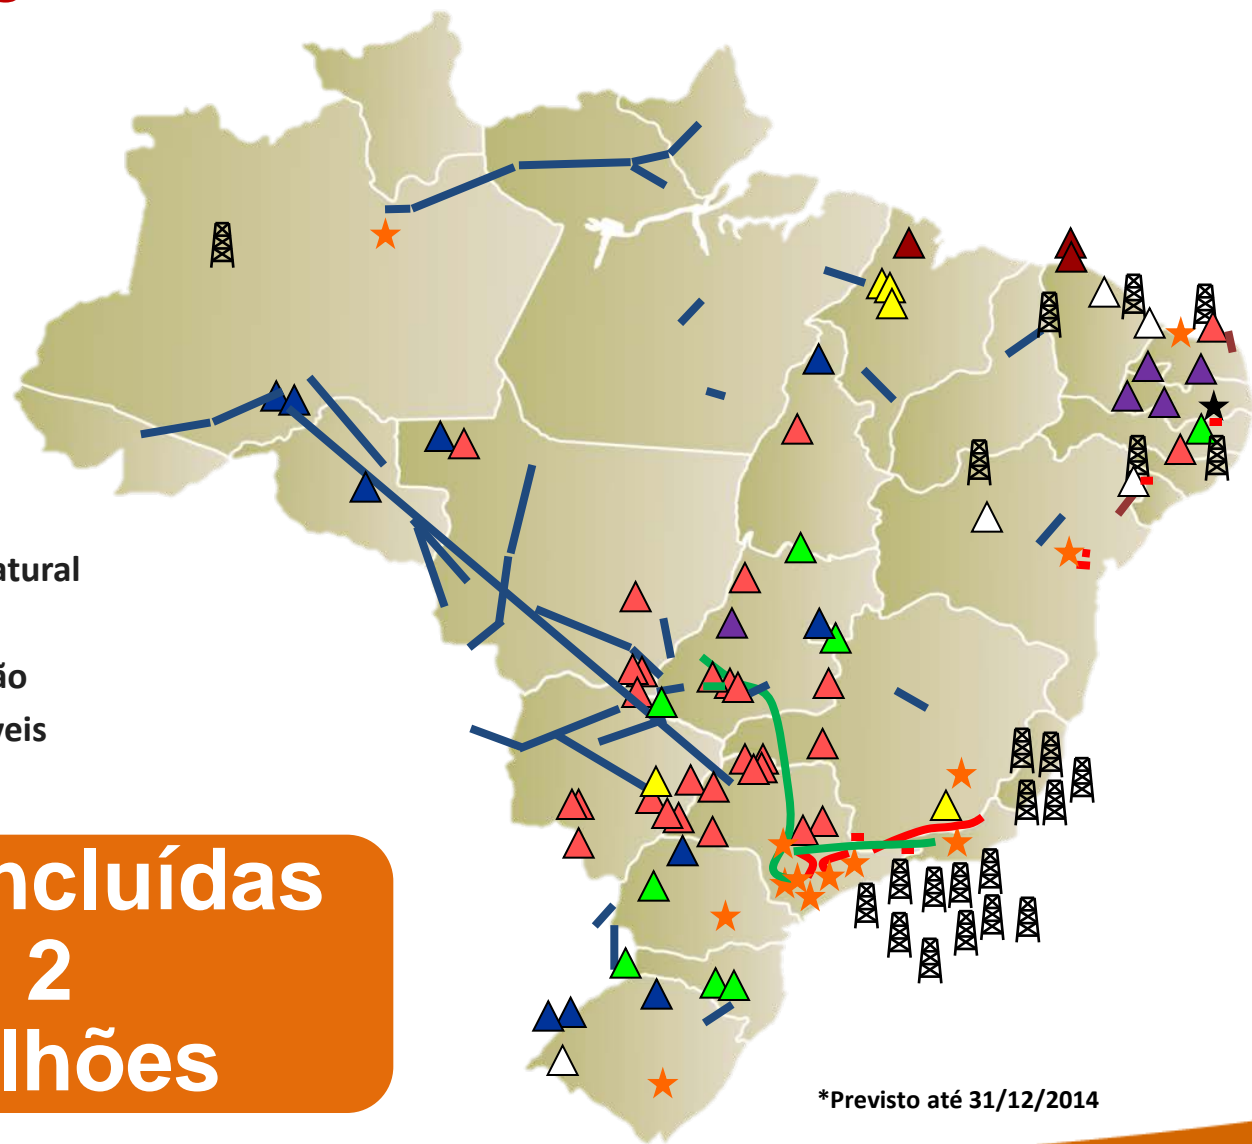 atural
ão
veis
ncluídas
2
lhões
*Previsto até 31/12/2014